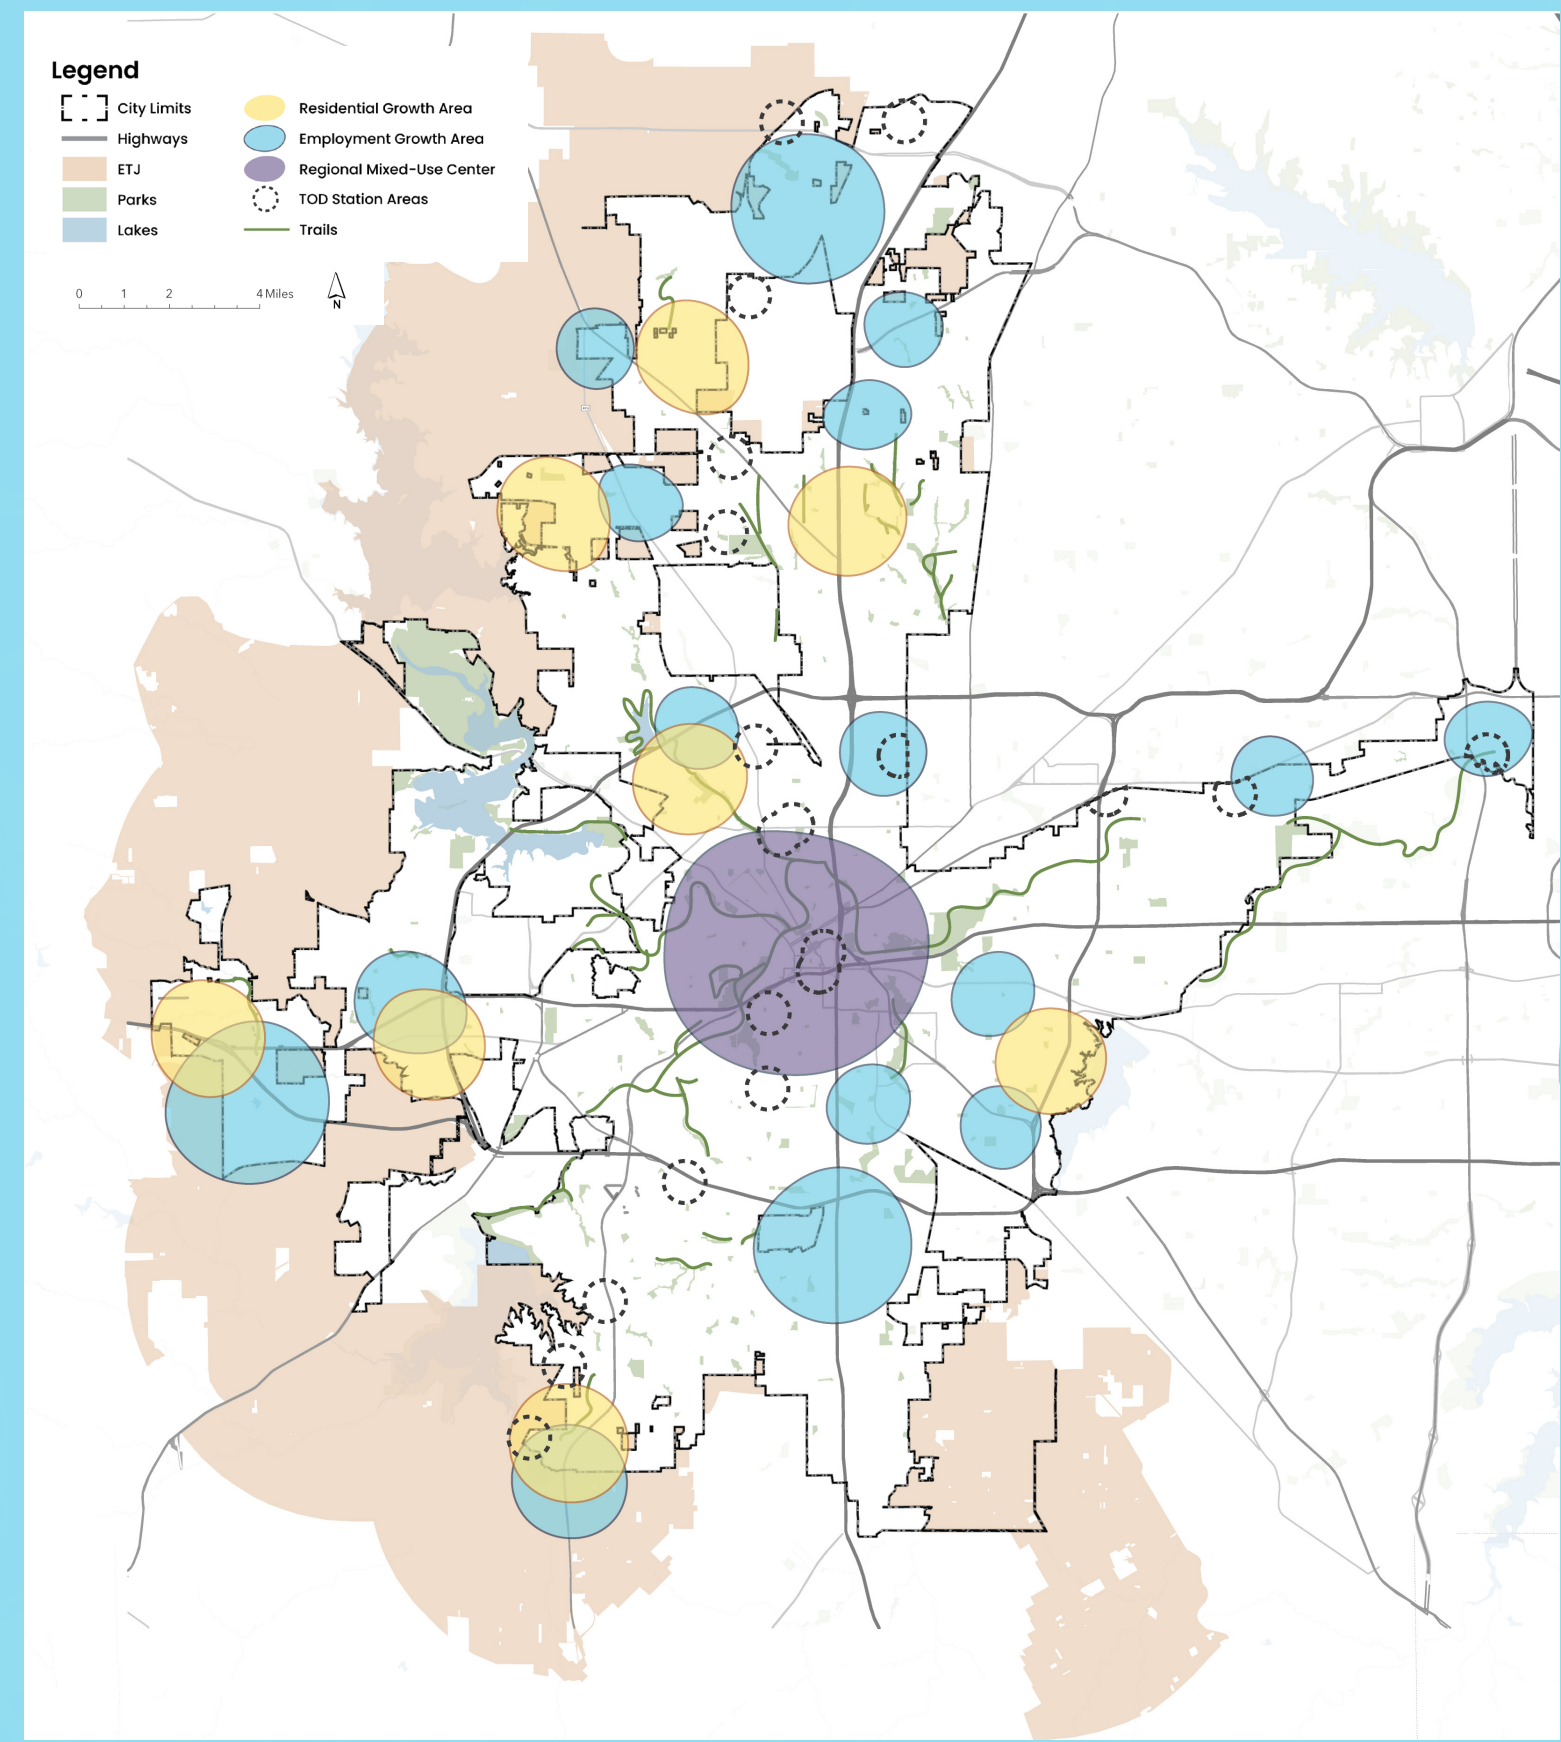 Legend
City Limits
Highways
ETJ
Parks
Lakes
Residential Growth Area
Employment Growth Area
Regional Mixed-Use Center
TOD Station Areas
Trails
0 1 2 4 Miles
N